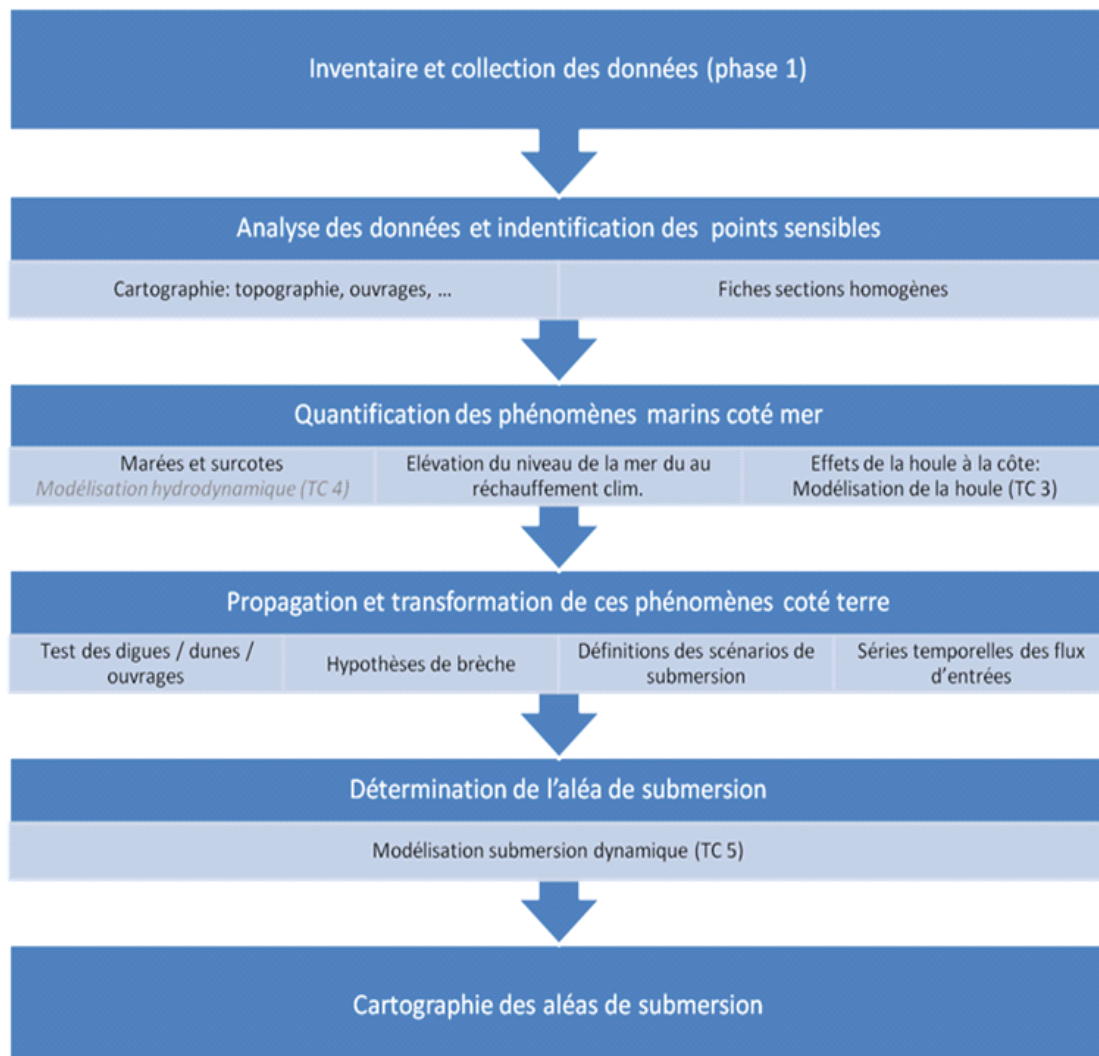 Inventaire et collection des données (phase 1)
Analyse des données et indentification des points sensibles
Cartographie: topographie, ouvrages, ...
Fiches sections homogènes
Quantification des phénomènes marins coté mer
Marées et surcotes
Modélisation hydrodynamique (TC 4)
Elévation du niveau de la mer du au
réchauffement clim.
Effets de la houle à la côte:
Modélisation de la houle (TC 3)
Propagation et transformation de ces phénomènes coté terre
Test des digues / dunes /
ouvrages
Hypothèses de brèche
Définitions des scénarios de
submersion
Séries temporelles des flux
d'entrées
Détermination de l'aléa de submersion
Modélisation submersion dynamique (TC 5)
Cartographie des aléas de submersion